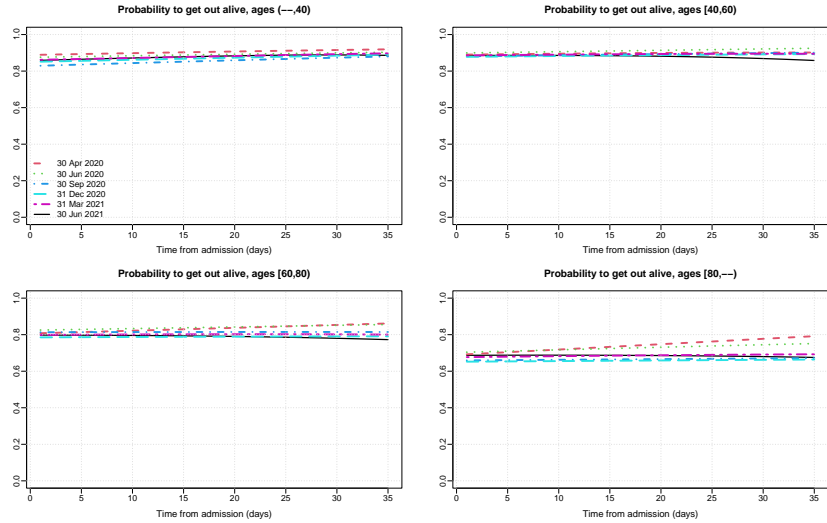 Probability to get out alive, ages (−−,40)
1.0
0.8
0.6
0.4
0.2
0.0
30 Apr 2020
30 Jun 2020
30 Sep 2020
31 Dec 2020
31 Mar 2021
30 Jun 2021
0 5 10 15 20 25 30 35
Time from admission (days)
Probability to get out alive, ages [40,60)
1.0
0.8
0.6
0.4
0.2
0.0
0 5 10 15 20 25 30 35
Time from admission (days)
Probability to get out alive, ages [60,80)
1.0
0.8
0.6
0.4
0.2
0.0
0 5 10 15 20 25 30 35
Time from admission (days)
Probability to get out alive, ages [80,−−)
1.0
0.8
0.6
0.4
0.2
0.0
0 5 10 15 20 25 30 35
Time from admission (days)